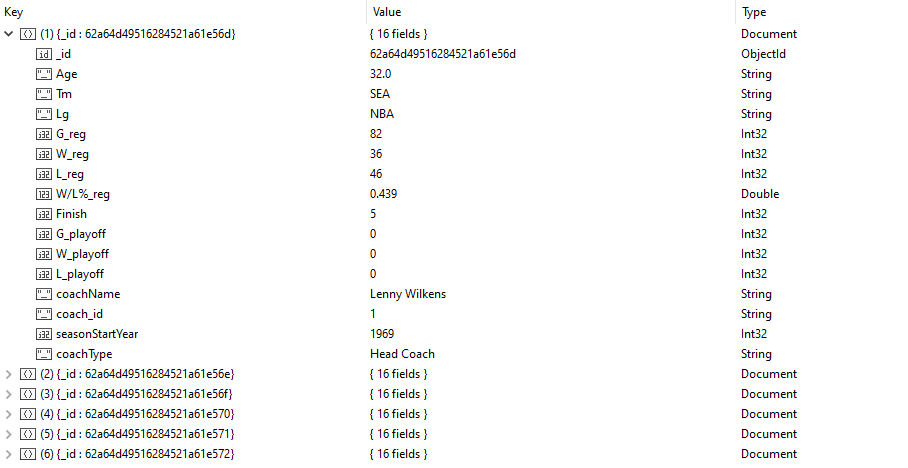 Key Value Type
(1) {_id : 62a64d49516284521a61e56d} { 16 fields } Document
_id 62a64d49516284521a61e56d ObjectId
Age 32.0 String
Tm SEA String
Lg NBA String
G_reg 82 Int32
W_reg 36 Int32
L_reg 46 Int32
W/L%_reg 0.439 Double
Finish 5 Int32
G_playoff 0 Int32
W_playoff 0 Int32
L_playoff 0 Int32
coachName Lenny Wilkens String
coach_id 1 String
seasonStartYear 1969 Int32
coachType Head Coach String
(2) {_id : 62a64d49516284521a61e56e} { 16 fields } Document
(3) {_id : 62a64d49516284521a61e56f} { 16 fields } Document
(4) {_id : 62a64d49516284521a61e570} { 16 fields } Document
(5) {_id : 62a64d49516284521a61e571} { 16 fields } Document
(6) {_id : 62a64d49516284521a61e572} { 16 fields } Document